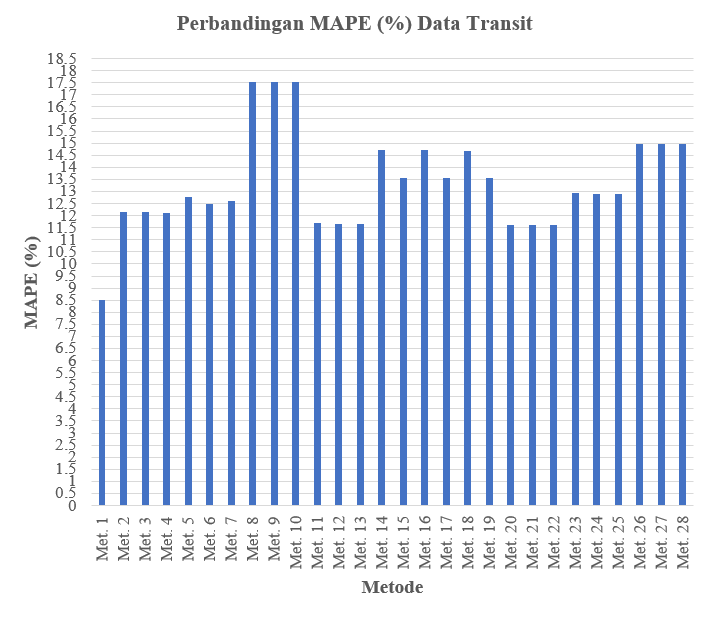 Perbandingan MAPE (%) Data Transit
MAPE (%)
18.5
18
17.5
17
16.5
16
15.5
15
14.5
14
13.5
13
12.5
12
11.5
11
10.5
10
9.5
9
8.5
8
7.5
7
6.5
6
5.5
5
4.5
4
3.5
3
2.5
2
1.5
1
0.5
0
Met. 1
Met. 2
Met. 3
Met. 4
Met. 5
Met. 6
Met. 7
Met. 8
Met. 9
Met. 10
Met. 11
Met. 12
Met. 13
Met. 14
Met. 15
Met. 16
Met. 17
Met. 18
Met. 19
Met. 20
Met. 21
Met. 22
Met. 23
Met. 24
Met. 25
Met. 26
Met. 27
Met. 28
Metode